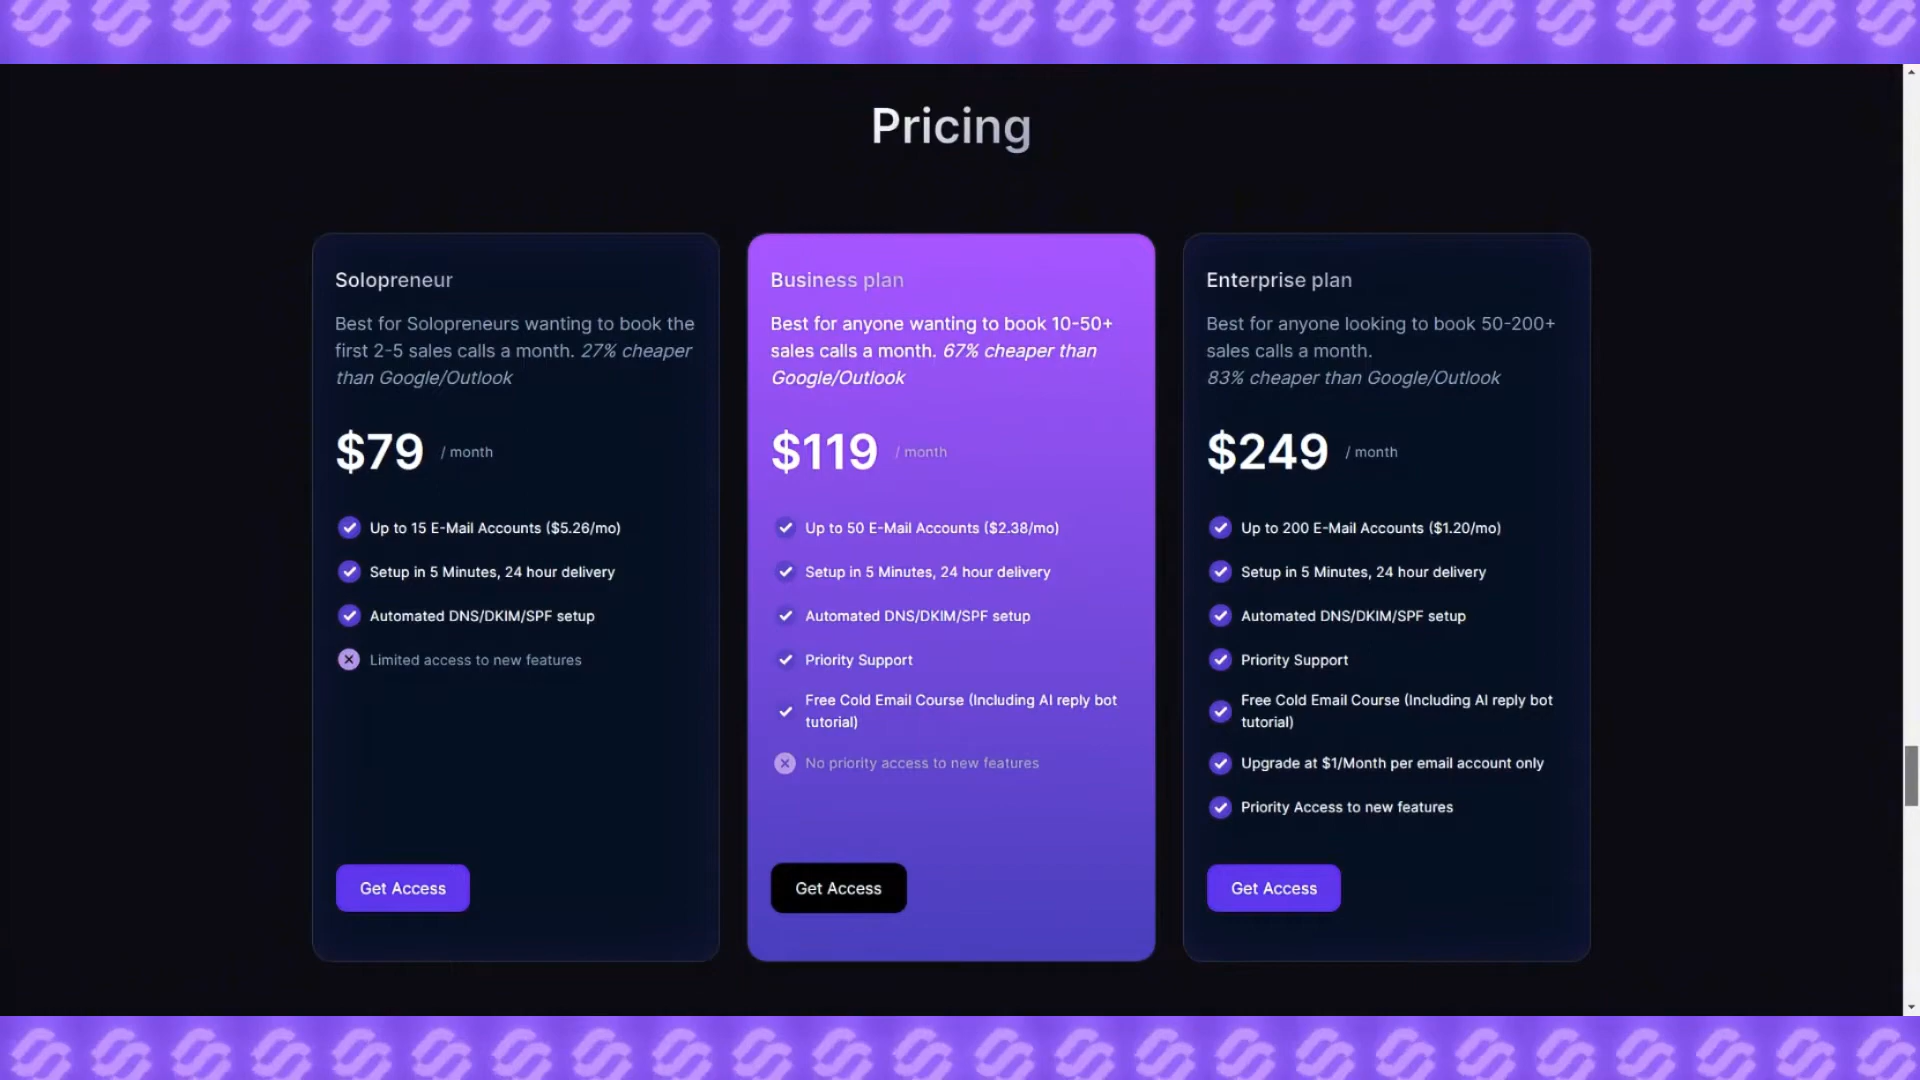 Pricing
Solopreneur
Best for Solopreneurs wanting to book the
first 2-5 sales calls a month. 27% cheaper
than Google/Outlook
$79 / month
Up to 15 E-Mail Accounts ($5.26/mo)
Setup in 5 Minutes, 24 hour delivery
Automated DNS/DKIM/SPF setup
Limited access to new features
Get Access
Business plan
Best for anyone wanting to book 10-50+
sales calls a month. 67% cheaper than
Google/Outlook
$119 / month
Up to 50 E-Mail Accounts ($2.38/mo)
Setup in 5 Minutes, 24 hour delivery
Automated DNS/DKIM/SPF setup
Priority Support
Free Cold Email Course (Including AI reply bot
tutorial)
No priority access to new features
Get Access
Enterprise plan
Best for anyone looking to book 50-200+
sales calls a month.
83% cheaper than Google/Outlook
$249 / month
Up to 200 E-Mail Accounts ($1.20/mo)
Setup in 5 Minutes, 24 hour delivery
Automated DNS/DKIM/SPF setup
Priority Support
Free Cold Email Course (Including AI reply bot
tutorial)
Upgrade at $1/Month per email account only
Priority Access to new features
Get Access